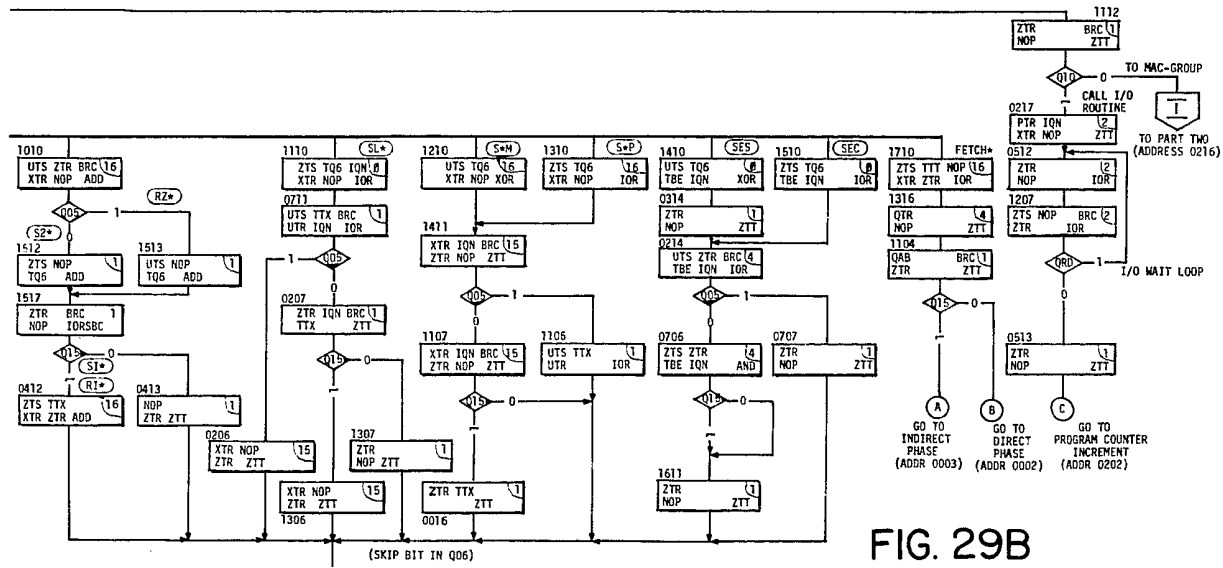 1112
ZTR BRC 1
NOP ZTT
Q10
0
1
TO MAC-GROUP
I
TO PART TWO
(ADDRESS 0216)
CALL I/O
ROUTINE
0217
PTR IQN 2
XTR NOP ZTT
1010
UTS ZTR BRC 16
XTR NOP ADD
Q05
1
0
RZ*
SZ*
1512
ZTS NOP 1
TQ6 ADD
1513
UTS NOP 1
TQ6 ADD
1517
ZTR BRC 1
NOP IORSBC
Q15
0
1
SI*
RI*
0412
ZTS TTX 16
XTR ZTR ADD
0413
NOP 1
ZTR ZTT
1110
SL*
ZTS TQ6 IQN 0
XTR NOP IOR
0711
UTS TTX BRC 1
UTR IQN IOR
1
Q05
0
0207
ZTR IQN BRC 1
TTX ZTT
Q15
0
1
0206
XTR NOP 15
ZTR ZTT
1307
ZTR 1
NOP ZTT
XTR NOP 15
ZTR ZTT
1306
1210
S*M
UTS TQ6 16
XTR NOP XOR
1310
S*P
ZTS TQ6 16
XTR NOP IOR
1411
XTR IQN BRC 15
ZTR NOP ZTT
Q05
1
0
1107
XTR IQN BRC 15
ZTR NOP ZTT
1106
UTS TTX 1
UTR IOR
Q15
0
1
ZTR TTX 1
ZTT
0016
1410
SES
UTS TQ6 0
TBE IQN XOR
1510
SEC
ZTS TQ6 0
TBE IQN IOR
0314
ZTR 1
NOP ZTT
0214
UTS ZTR BRC 4
TBE IQN IOR
Q05
1
0
0706
ZTS ZTR 4
TBE IQN AND
0707
ZTR 1
NOP ZTT
Q15
0
1
1611
ZTR 1
NOP ZTT
1710
FETCH*
ZTS TTT NOP 16
XTR ZTR IOR
1316
QTR 4
NOP ZTT
1104
QAB BRC 1
ZTR ZTT
Q15
0
1
A
GO TO
INDIRECT
PHASE
(ADDR 0003)
B
GO TO
DIRECT
PHASE
(ADDR 0002)
0512
ZTR 2
NOP IOR
1207
ZTS NOP BRC 2
ZTR IOR
QRD
1
I/O WAIT LOOP
0
0513
ZTR 1
NOP ZTT
C
GO TO
PROGRAM COUNTER
INCREMENT
(ADDR 0202)
(SKIP BIT IN Q06)
FIG. 29B